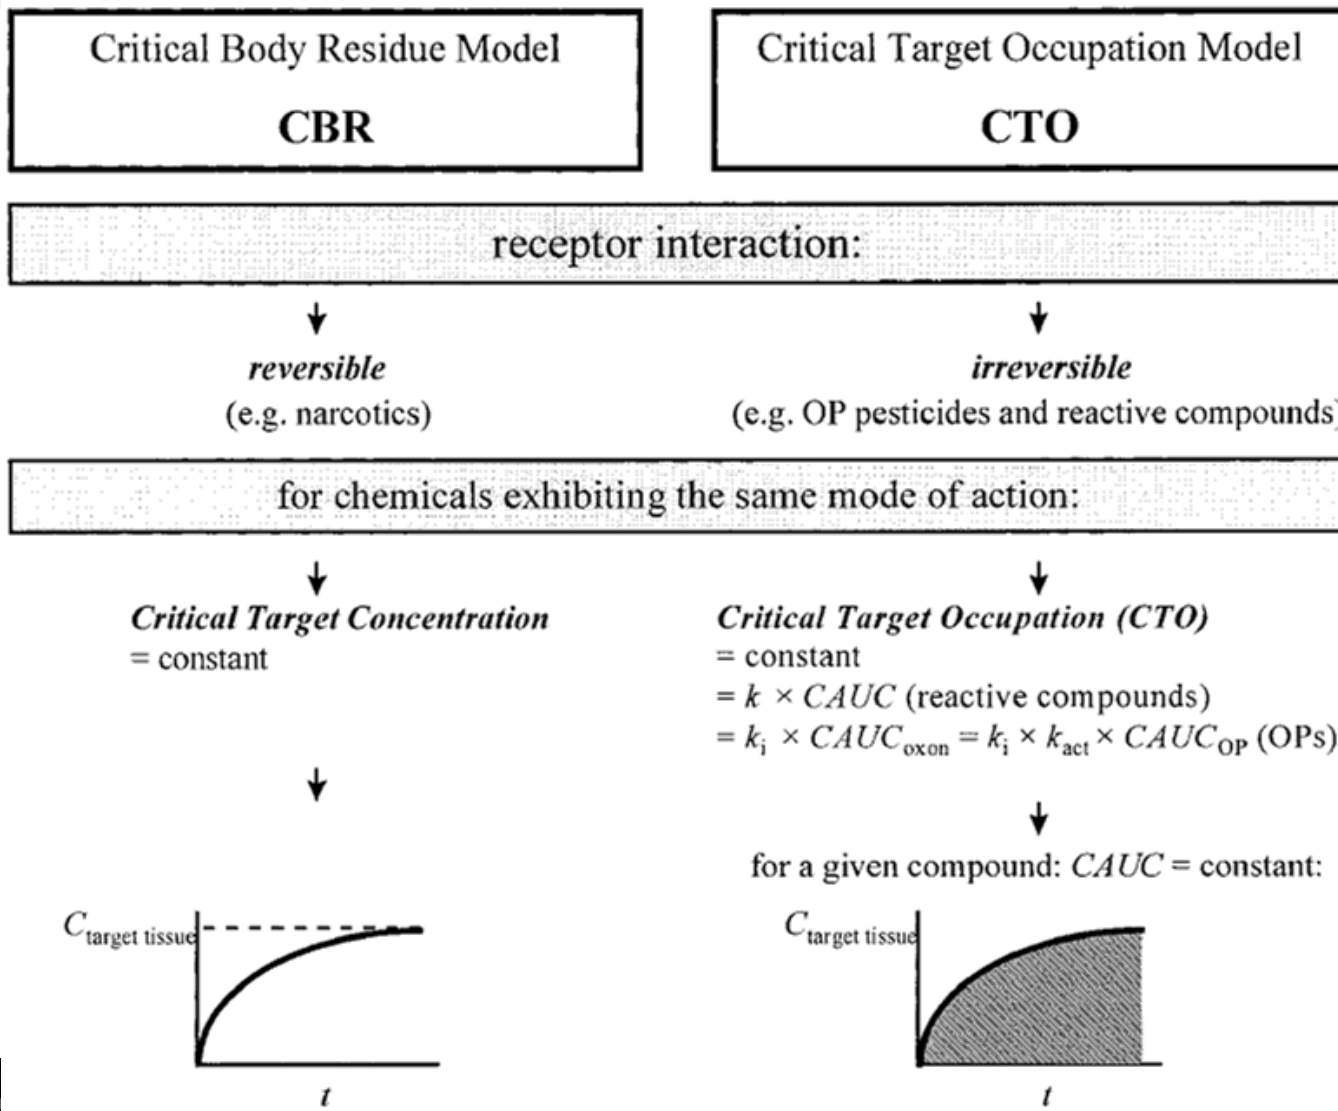 Critical Body Residue Model
CBR
Critical Target Occupation Model
CTO
receptor interaction:
reversible
(e.g. narcotics)
irreversible
(e.g. OP pesticides and reactive compounds)
for chemicals exhibiting the same mode of action:
Critical Target Concentration
= constant
Critical Target Occupation (CTO)
= constant
= k × CAUC (reactive compounds)
= ki × CAUCoxon = ki × kact × CAUCOP (OPs)
for a given compound: CAUC = constant:
Ctarget tissue
t
Ctarget tissue
t